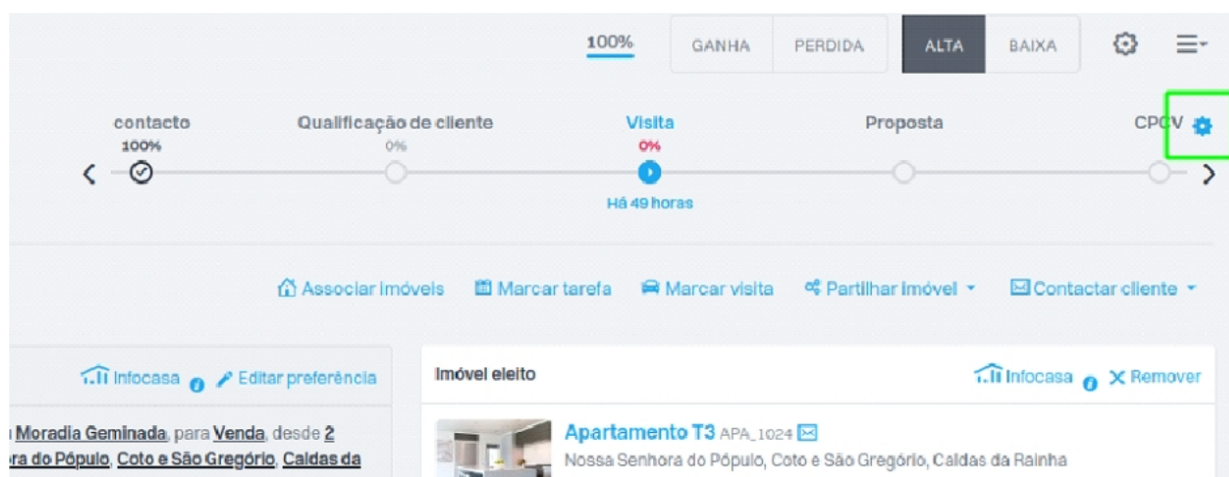 100% GANHA PERDIDA ALTA BAIXA
contacto Qualificação de cliente Visita Proposta CPCV
100% 0% 0%
Há 49 horas
Associar imóveis Marcar tarefa Marcar visita Partilhar imóvel Contactar cliente
Infocasa Editar preferência
Moradia Geminada, para Venda, desde 2
ra do Pópulo, Coto e São Gregório, Caldas da
Imóvel eleito Infocasa Remover
Apartamento T3 APA_1024
Nossa Senhora do Pópulo, Coto e São Gregório, Caldas da Rainha